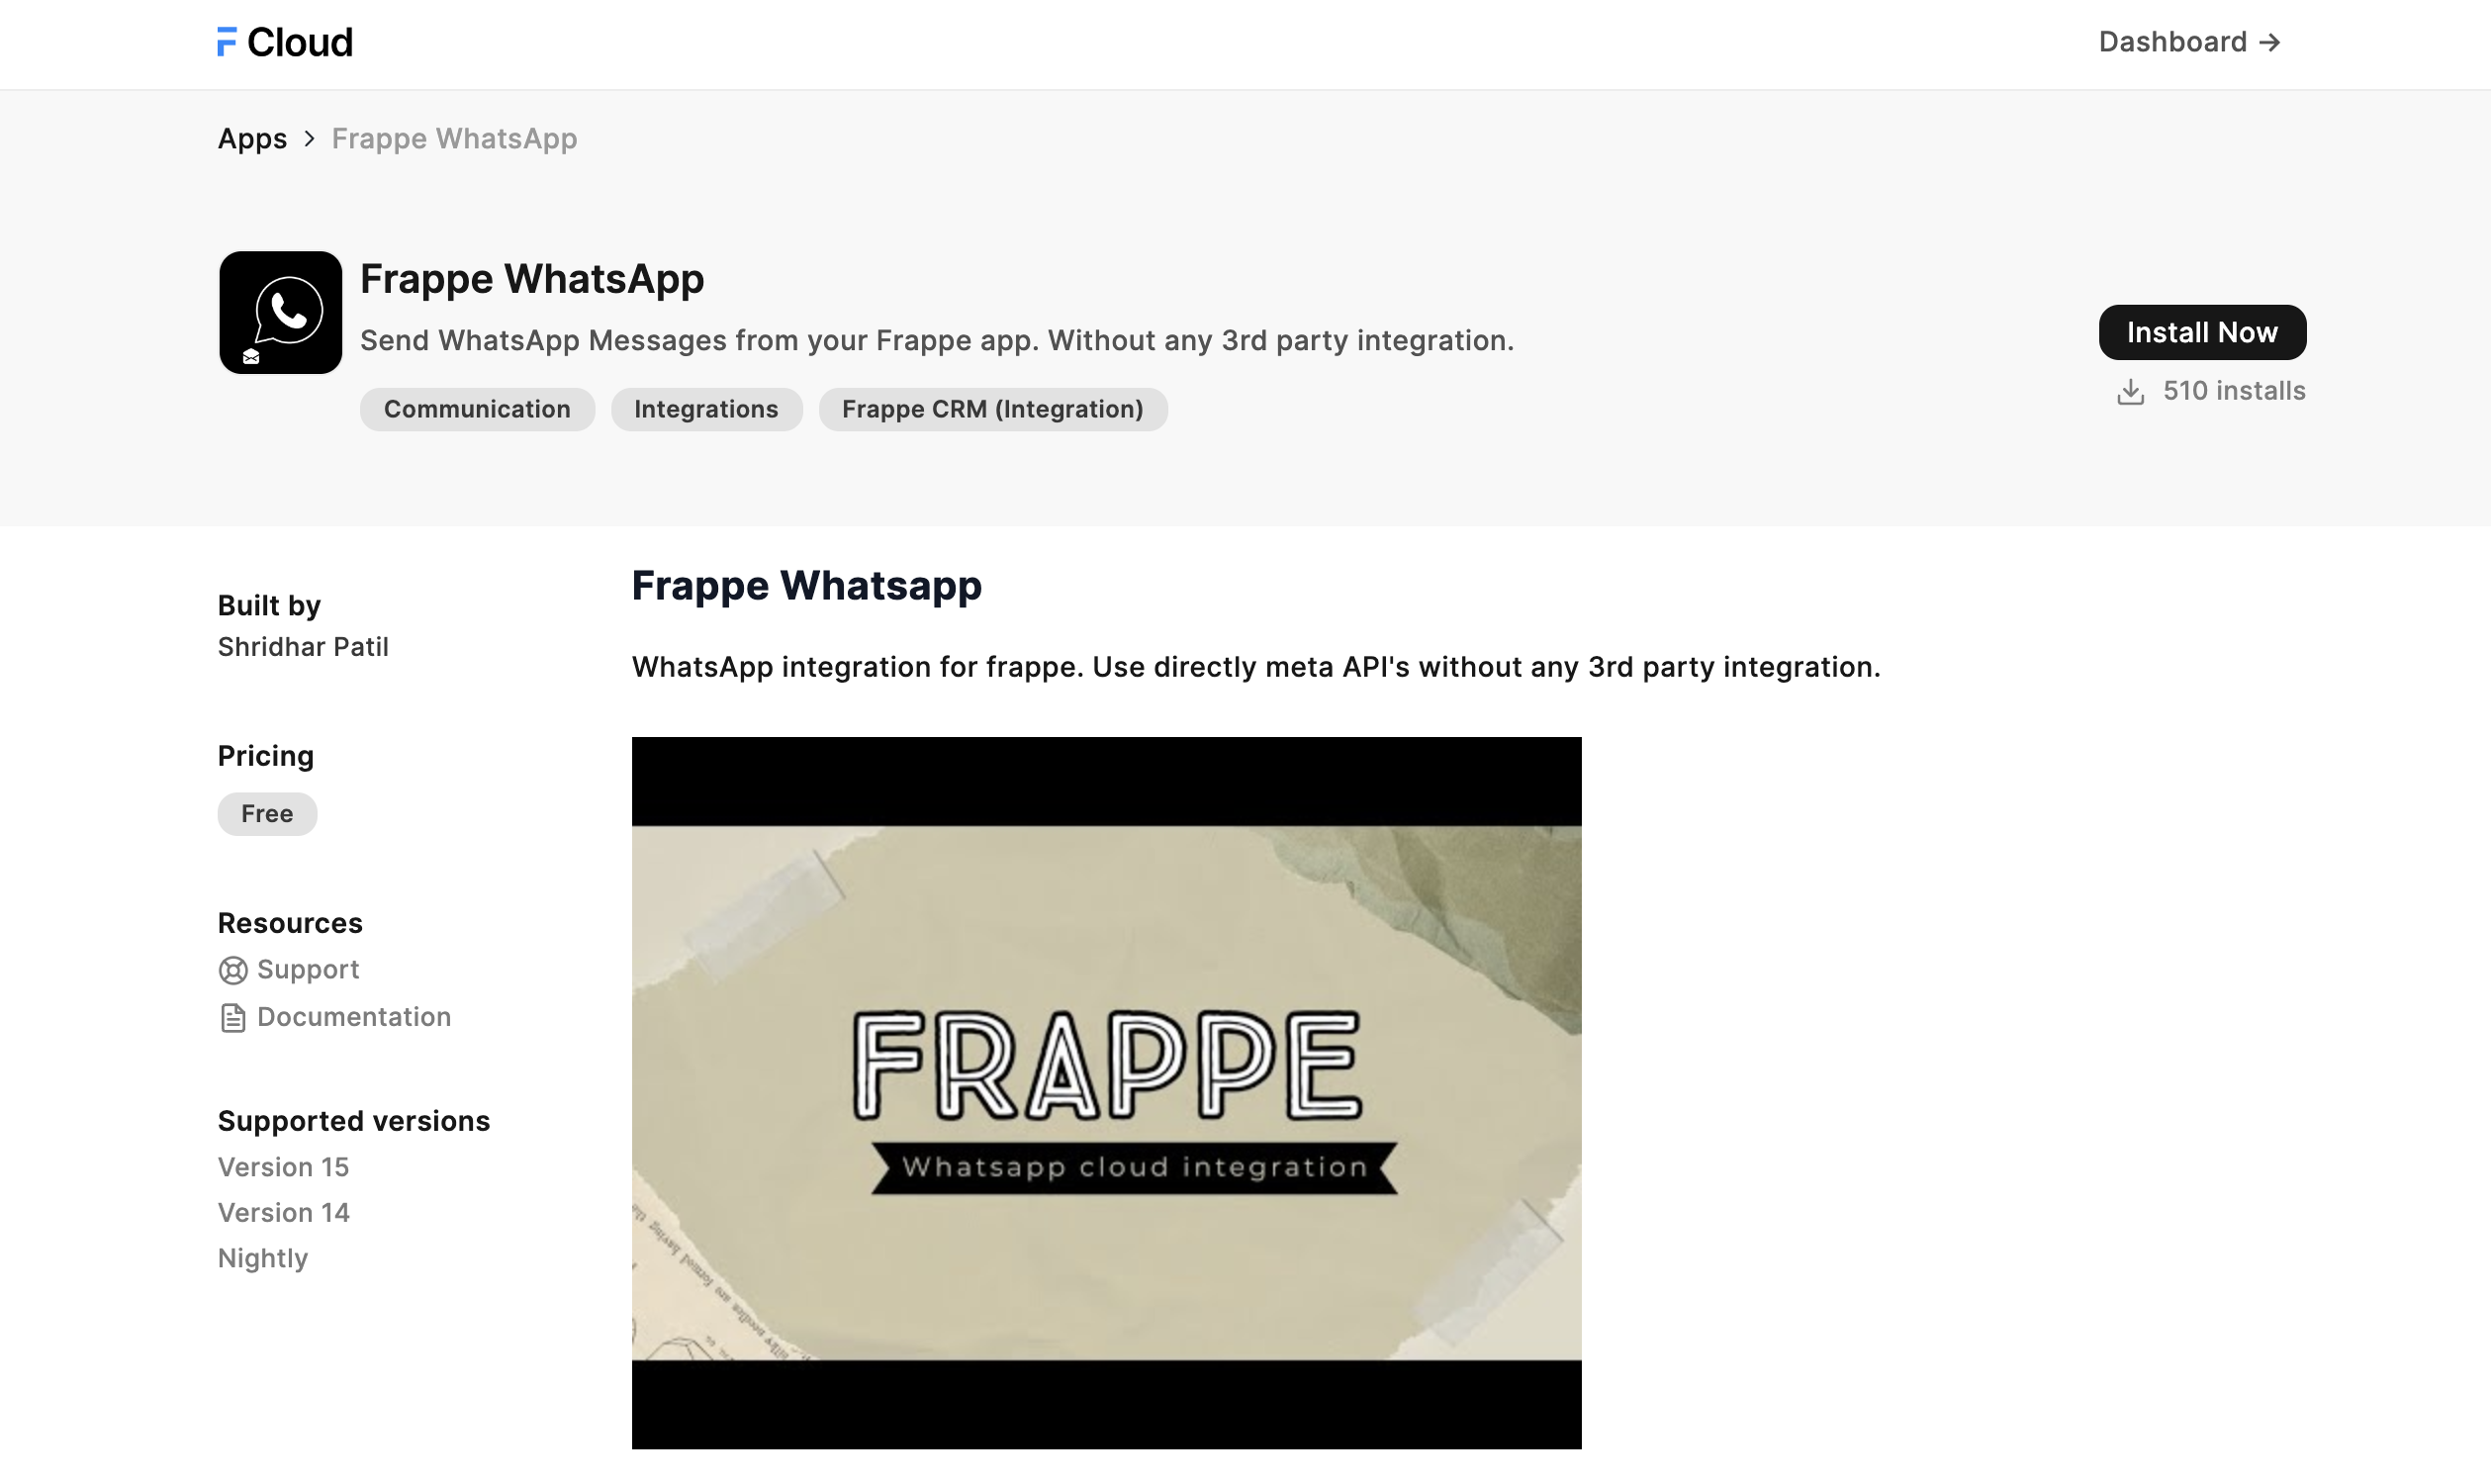 Cloud
Dashboard →
Apps > Frappe WhatsApp
Frappe WhatsApp
Send WhatsApp Messages from your Frappe app. Without any 3rd party integration.
Communication
Integrations
Frappe CRM (Integration)
Install Now
510 installs
Built by
Shridhar Patil
Pricing
Free
Resources
Support
Documentation
Supported versions
Version 15
Version 14
Nightly
Frappe Whatsapp
WhatsApp integration for frappe. Use directly meta API's without any 3rd party integration.
FRAPPE
Whatsapp cloud integration